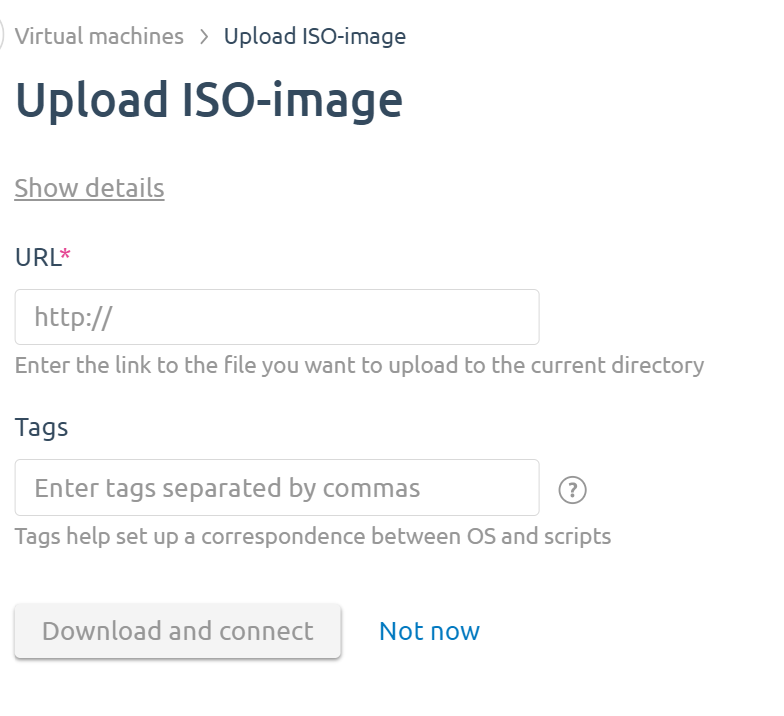 Virtual machines > Upload ISO-image
Upload ISO-image
Show details
URL*
http://
Enter the link to the file you want to upload to the current directory
Tags
Enter tags separated by commas ?
Tags help set up a correspondence between OS and scripts
Download and connect Not now